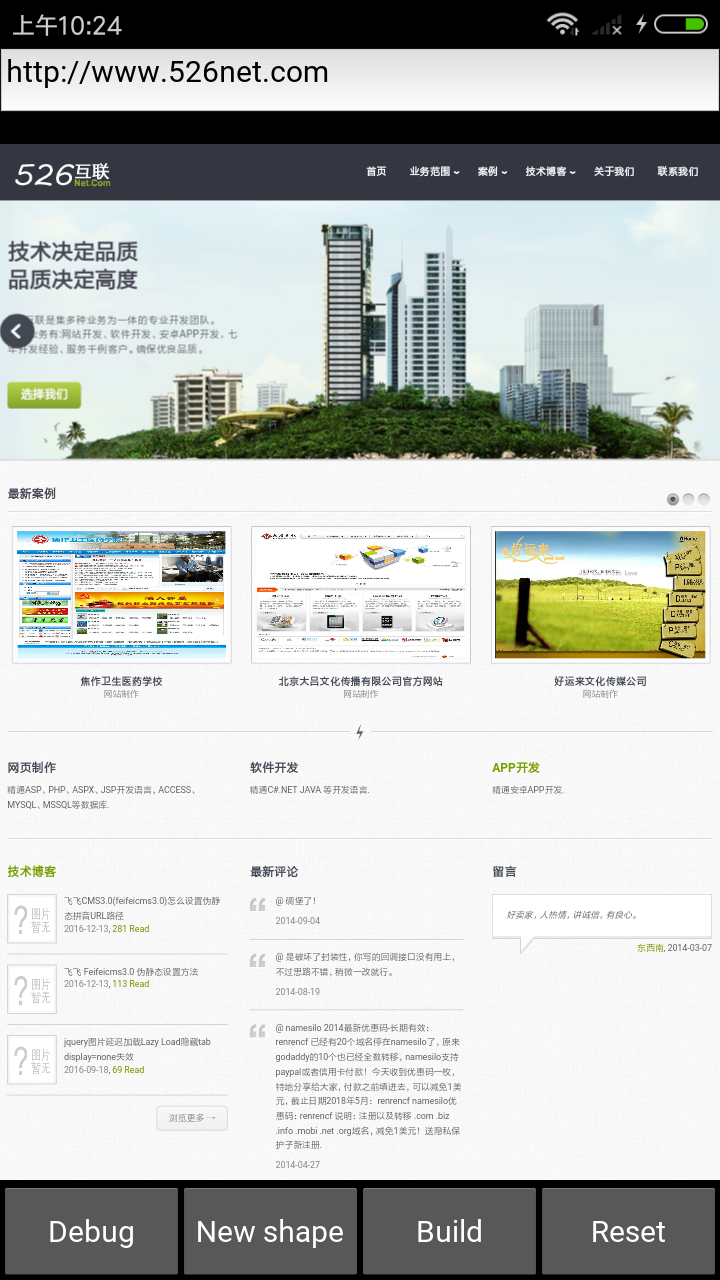 上午10:24
http://www.526net.com
526互联
Net.Com
首页 业务范围 案例 技术博客 关于我们 联系我们
技术决定品质
品质决定高度
互联是集多种业务为一体的专业开发团队。
业务有:网站开发、软件开发、安卓APP开发，七
年开发经验、服务千例客户。确保优良品质。
选择我们
最新案例
焦作卫生医药学校
网站制作
北京大吕文化传播有限公司官方网站
网站制作
好运来文化传媒公司
网站制作
网页制作
精通ASP、PHP、ASPX、JSP开发语言，ACCESS、
MYSQL、MSSQL等数据库.
软件开发
精通C#.NET JAVA 等开发语言.
APP开发
精通安卓APP开发.
技术博客
图片
暂无
飞飞CMS3.0(feifeicms3.0)怎么设置伪静
态拼音URL路径
2016-12-13, 281 Read
图片
暂无
飞飞 Feifeicms3.0 伪静态设置方法
2016-12-13, 113 Read
图片
暂无
jquery图片延迟加载Lazy Load隐藏tab
display=none失效
2016-09-18, 69 Read
浏览更多 →
最新评论
@ 碉堡了！
2014-09-04
@ 是破坏了封装性，你写的回调接口没有用上，
不过思路不错，稍微一改就行。
2014-08-19
@ namesilo 2014最新优惠码-长期有效：
renrencf 已经有20个域名停在namesilo了，原来
godaddy的10个也已经全数转移，namesilo支持
paypal或者信用卡付款！今天收到优惠码一枚，
特地分享给大家，付款之前填进去，可以减免1美
元，截止日期2018年5月：renrencf namesilo优
惠码：renrencf 说明：注册以及转移 .com .biz
.info .mobi .net .org域名，减免1美元！送隐私保
护子新注册.
2014-04-27
留言
好卖家，人热情，讲诚信，有良心。
东西南, 2014-03-07
Debug
New shape
Build
Reset